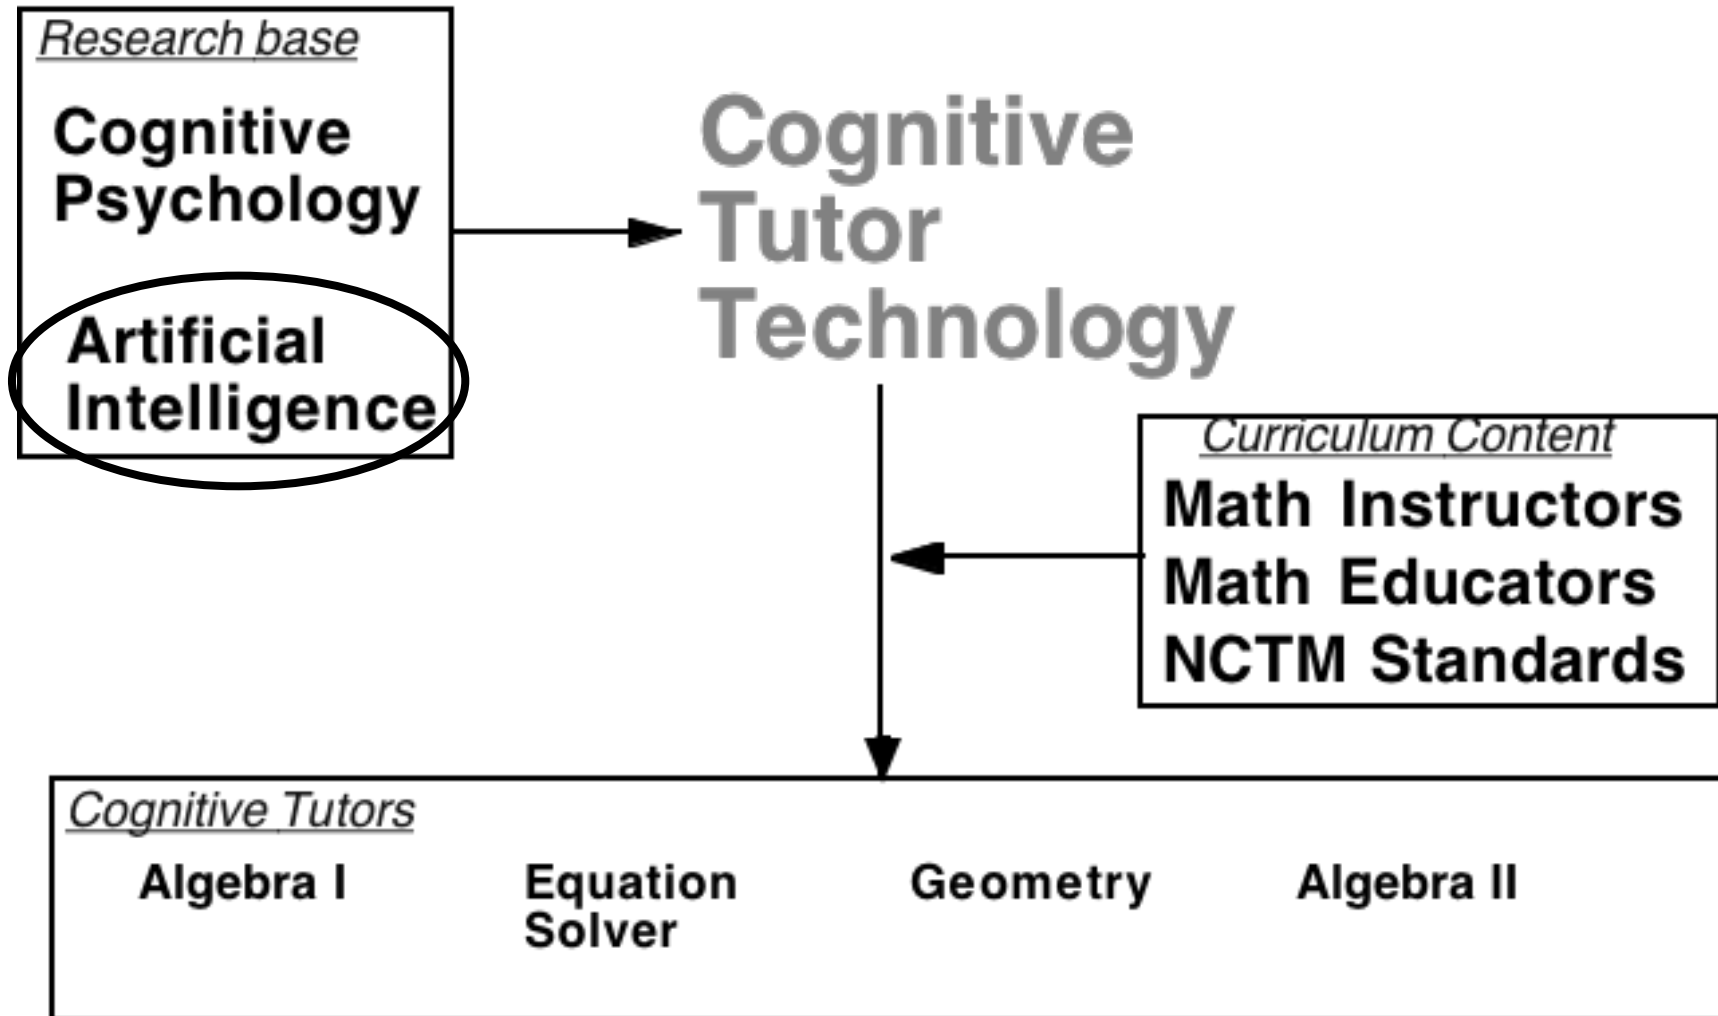 Research base
Cognitive
Psychology
Artificial
Intelligence
Cognitive
Tutor
Technology
Curriculum Content
Math Instructors
Math Educators
NCTM Standards
Cognitive Tutors
Algebra I
Equation
Solver
Geometry
Algebra II